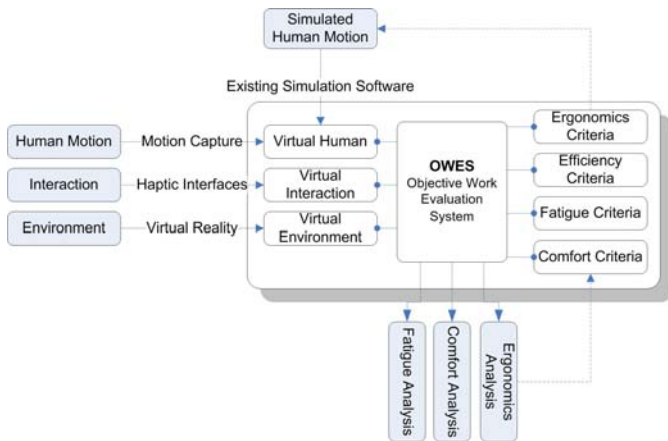 Simulated
Human Motion
Existing Simulation Software
Human Motion
Motion Capture
Virtual Human
Interaction
Haptic Interfaces
Virtual
Interaction
Environment
Virtual Reality
Virtual
Environment
OWES
Objective Work
Evaluation
System
Ergonomics
Criteria
Efficiency
Criteria
Fatigue Criteria
Comfort Criteria
Fatigue Analysis
Comfort Analysis
Ergonomics
Analysis